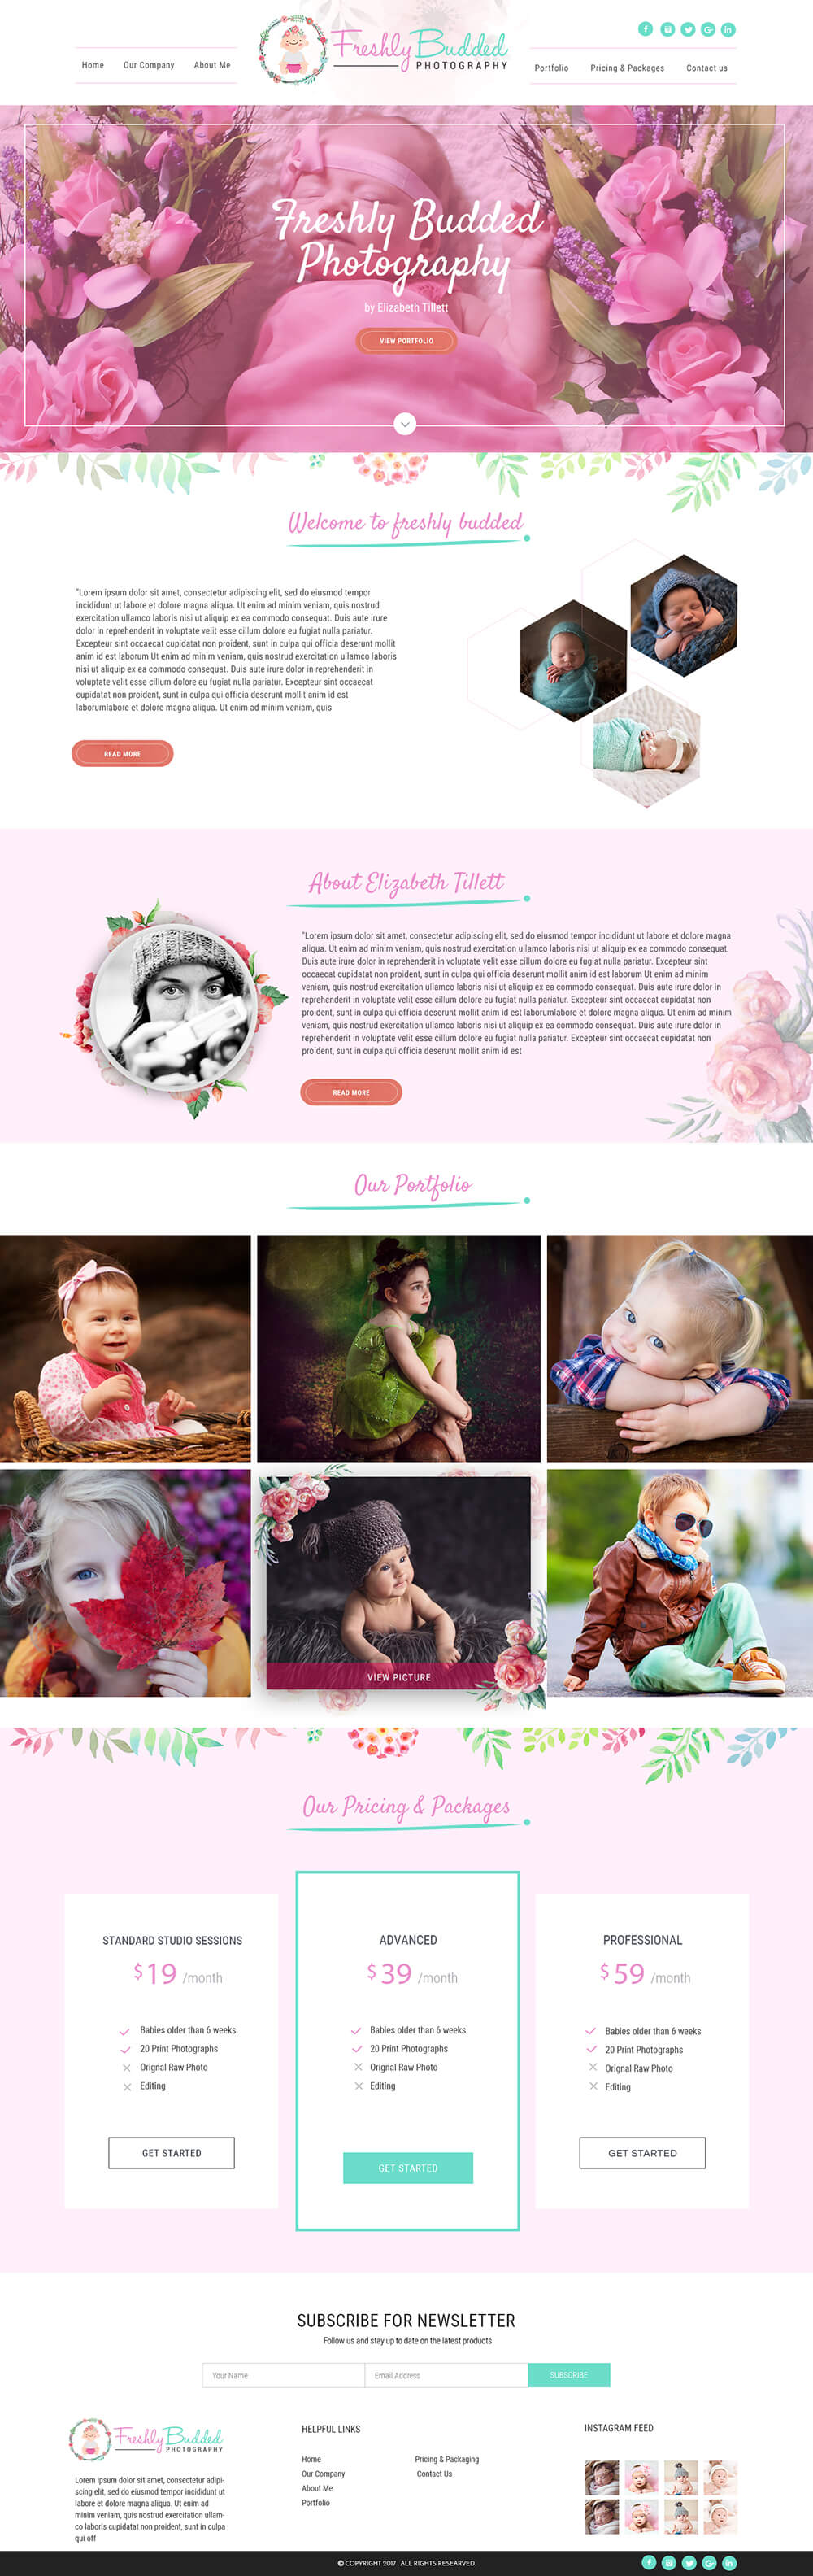 Freshly Budded
PHOTOGRAPHY
Home Our Company About Me
Portfolio Pricing & Packages Contact us
Freshly Budded
Photography
by Elizabeth Tillett
VIEW PORTFOLIO
Welcome to freshly budded
"Lorem ipsum dolor sit amet, consectetur adipiscing elit, sed do eiusmod tempor
incididunt ut labore et dolore magna aliqua. Ut enim ad minim veniam, quis nostrud
exercitation ullamco laboris nisi ut aliquip ex ea commodo consequat. Duis aute irure
dolor in reprehenderit in voluptate velit esse cillum dolore eu fugiat nulla pariatur.
Excepteur sint occaecat cupidatat non proident, sunt in culpa qui officia deserunt mollit
anim id est laborum Ut enim ad minim veniam, quis nostrud exercitation ullamco laboris
nisi ut aliquip ex ea commodo consequat. Duis aute irure dolor in reprehenderit in
voluptate velit esse cillum dolore eu fugiat nulla pariatur. Excepteur sint occaecat
cupidatat non proident, sunt in culpa qui officia deserunt mollit anim id est
laborumlabore et dolore magna aliqua. Ut enim ad minim veniam, quis
READ MORE
About Elizabeth Tillett
"Lorem ipsum dolor sit amet, consectetur adipiscing elit, sed do eiusmod tempor incididunt ut labore et dolore magna
aliqua. Ut enim ad minim veniam, quis nostrud exercitation ullamco laboris nisi ut aliquip ex ea commodo consequat.
Duis aute irure dolor in reprehenderit in voluptate velit esse cillum dolore eu fugiat nulla pariatur. Excepteur sint
occaecat cupidatat non proident, sunt in culpa qui officia deserunt mollit anim id est laborum Ut enim ad minim
veniam, quis nostrud exercitation ullamco laboris nisi ut aliquip ex ea commodo consequat. Duis aute irure dolor in
reprehenderit in voluptate velit esse cillum dolore eu fugiat nulla pariatur. Excepteur sint occaecat cupidatat non
proident, sunt in culpa qui officia deserunt mollit anim id est laborumlabore et dolore magna aliqua. Ut enim ad minim
veniam, quis nostrud exercitation ullamco laboris nisi ut aliquip ex ea commodo consequat. Duis aute irure dolor in
reprehenderit in voluptate velit esse cillum dolore eu fugiat nulla pariatur. Excepteur sint occaecat cupidatat non
proident, sunt in culpa qui officia deserunt mollit anim id est
READ MORE
Our Portfolio
VIEW PICTURE
Our Pricing & Packages
STANDARD STUDIO SESSIONS
$19 /month
Babies older than 6 weeks
20 Print Photographs
Orignal Raw Photo
Editing
GET STARTED
ADVANCED
$39 /month
Babies older than 6 weeks
20 Print Photographs
Orignal Raw Photo
Editing
GET STARTED
PROFESSIONAL
$59 /month
Babies older than 6 weeks
20 Print Photographs
Orignal Raw Photo
Editing
GET STARTED
SUBSCRIBE FOR NEWSLETTER
Follow us and stay up to date on the latest products
Your Name Email Address SUBSCRIBE
Freshly Budded
PHOTOGRAPHY
Lorem ipsum dolor sit amet, consectetur adipi-
scing elit, sed do eiusmod tempor incididunt ut
labore et dolore magna aliqua. Ut enim ad
minim veniam, quis nostrud exercitation ullam-
co laboris cupidatat non proident, sunt in culpa
qui off
HELPFUL LINKS
Home
Our Company
About Me
Portfolio
Pricing & Packaging
Contact Us
INSTAGRAM FEED
© COPYRIGHT 2017 . ALL RIGHTS RESEARVED.